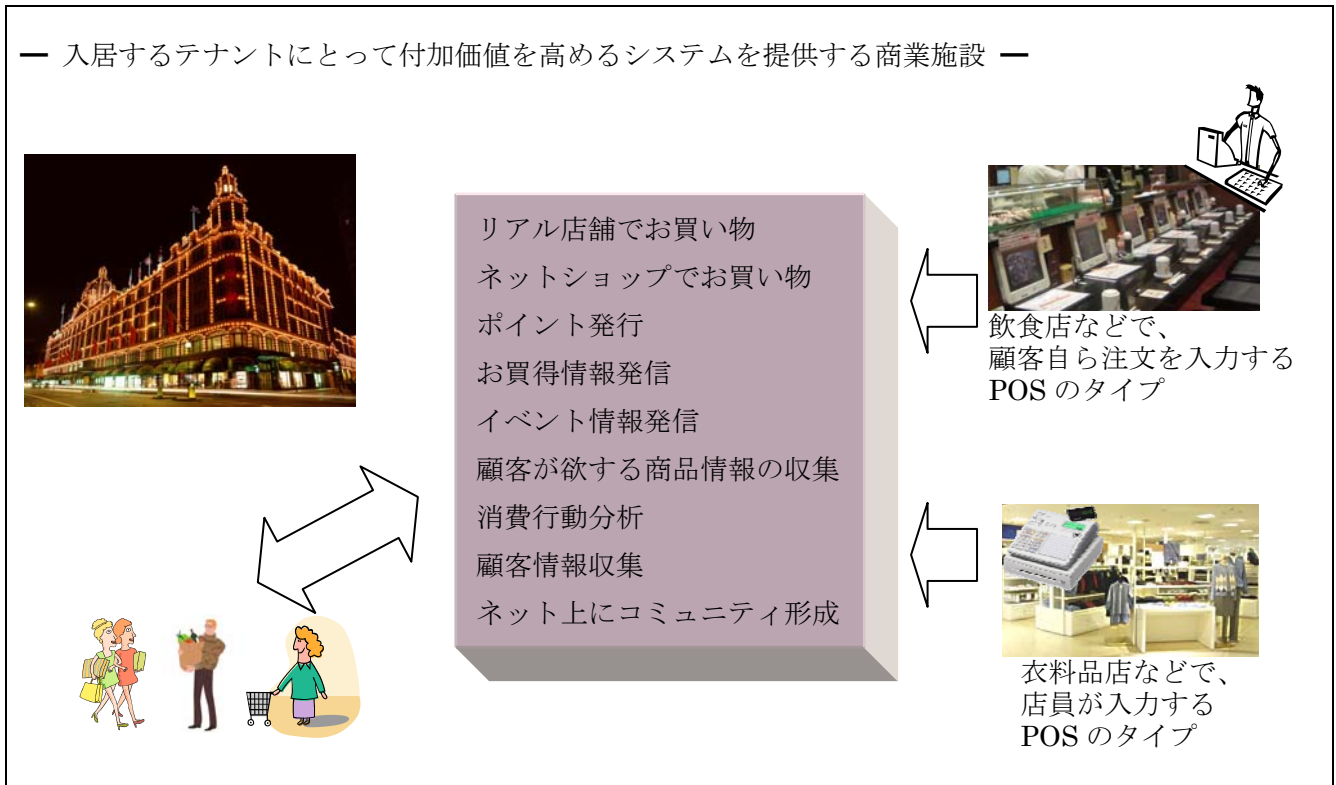 ― 入居するテナントにとって付加価値を高めるシステムを提供する商業施設 ―
リアル店舗でお買い物
ネットショップでお買い物
ポイント発行
お買得情報発信
イベント情報発信
顧客が欲する商品情報の収集
消費行動分析
顧客情報収集
ネット上にコミュニティ形成
飲食店などで、
顧客自ら注文を入力する
POS のタイプ
衣料品店などで、
店員が入力する
POS のタイプ